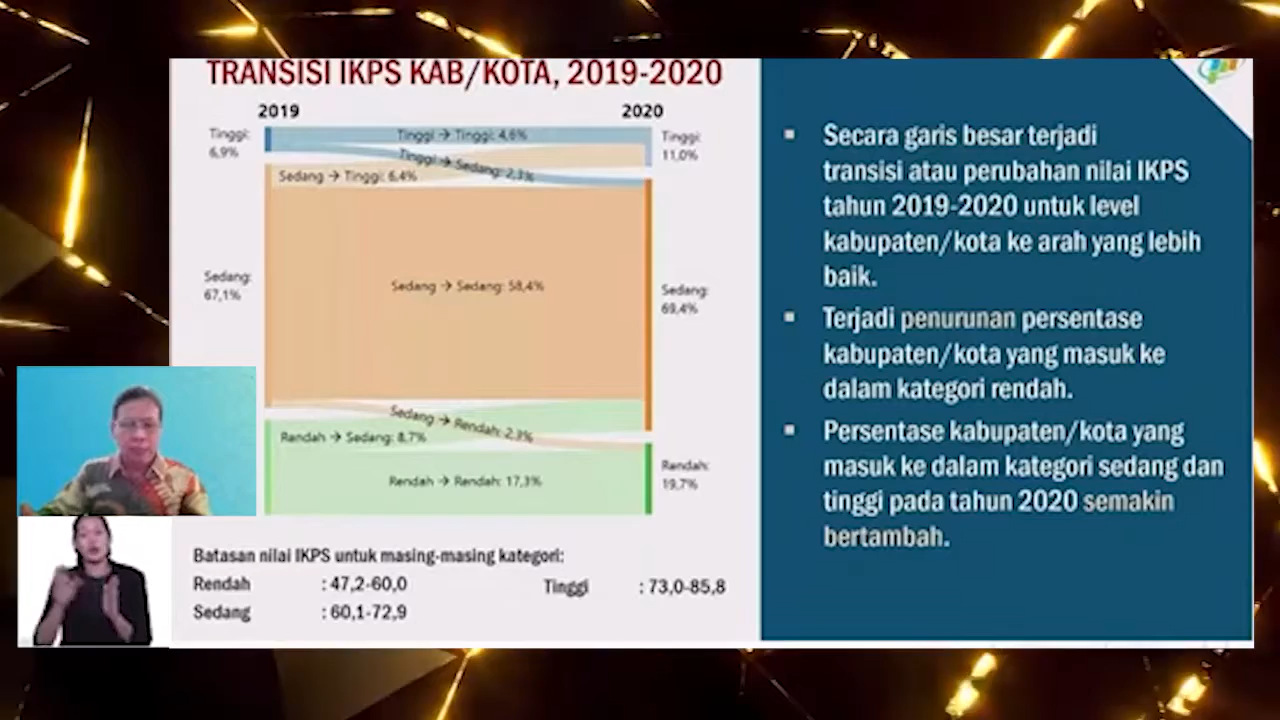 TRANSISI IKPS KAB/KOTA, 2019-2020
2019
2020
Tinggi:
6,9%
Tinggi → Tinggi: 4,6%
Tinggi:
11,0%
Tinggi → Sedang: 2,3%
Sedang → Tinggi: 6,4%
Sedang:
67,1%
Sedang → Sedang: 58,4%
Sedang:
69,4%
Sedang → Rendah: 2,3%
Rendah → Sedang: 8,7%
Rendah → Rendah: 17,3%
Rendah:
19,7%
Batasan nilai IKPS untuk masing-masing kategori:
Rendah : 47,2-60,0
Tinggi : 73,0-85,8
Sedang : 60,1-72,9
▪ Secara garis besar terjadi
transisi atau perubahan nilai IKPS
tahun 2019-2020 untuk level
kabupaten/kota ke arah yang lebih
baik.
▪ Terjadi penurunan persentase
kabupaten/kota yang masuk ke
dalam kategori rendah.
▪ Persentase kabupaten/kota yang
masuk ke dalam kategori sedang dan
tinggi pada tahun 2020 semakin
bertambah.